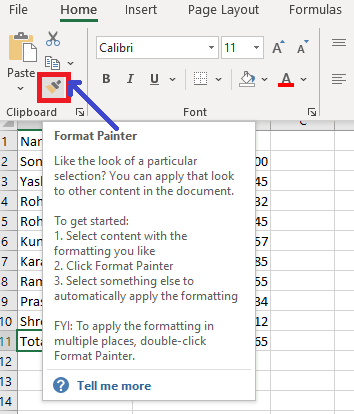 File Home Insert Page Layout Formulas
Calibri 11 A A
Paste B I U A
Clipboard Font
C
1 Nar
2 Son 00
3 Yash 45
4 Roh 32
5 Roh 45
6 Kun 57
7 Kara 85
8 Ram 55
9 Pras 34
10 Shre 12
11 Tota 65
12
13
14
Format Painter
Like the look of a particular
selection? You can apply that look
to other content in the document.
To get started:
1. Select content with the
formatting you like
2. Click Format Painter
3. Select something else to
automatically apply the formatting
FYI: To apply the formatting in
multiple places, double-click
Format Painter.
? Tell me more